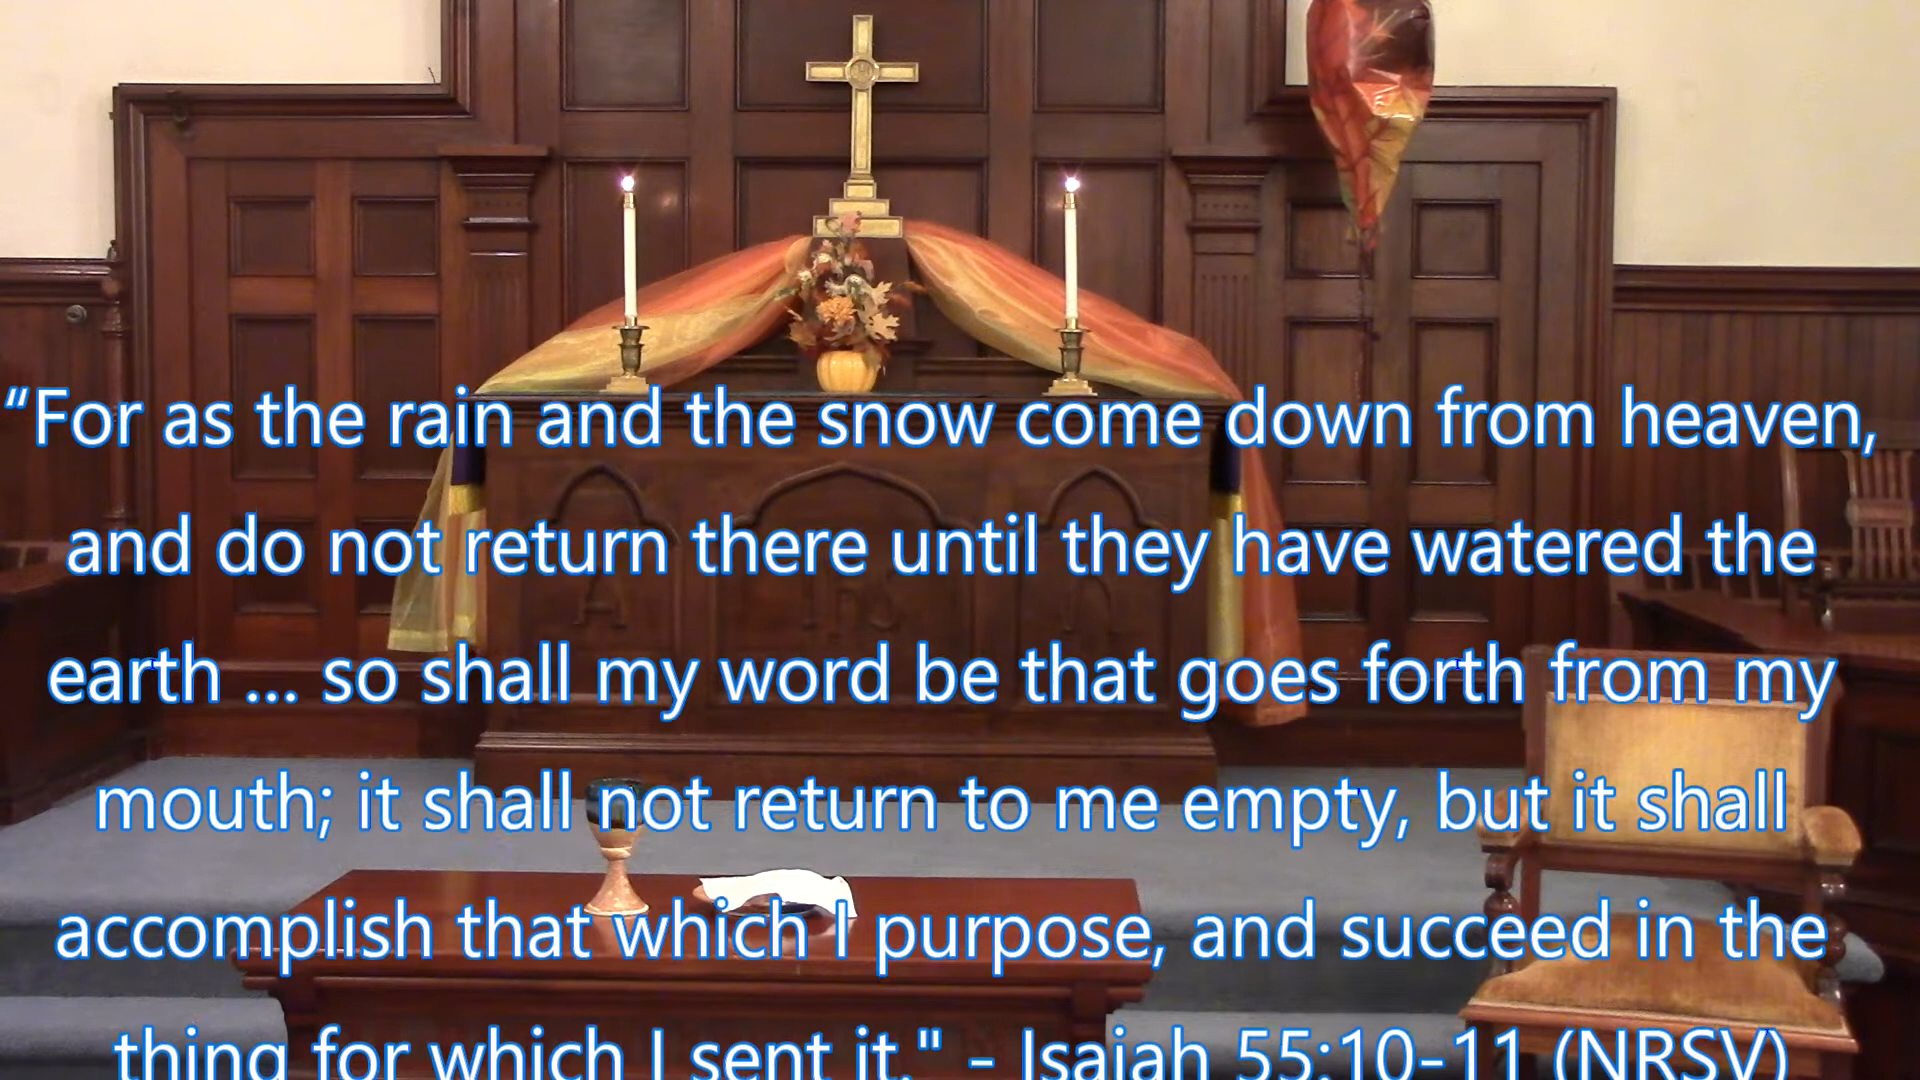 “For as the rain and the snow come down from heaven,
and do not return there until they have watered the
earth ... so shall my word be that goes forth from my
mouth; it shall not return to me empty, but it shall
accomplish that which I purpose, and succeed in the
thing for which I sent it." - Isaiah 55:10-11 (NRSV)
IHS